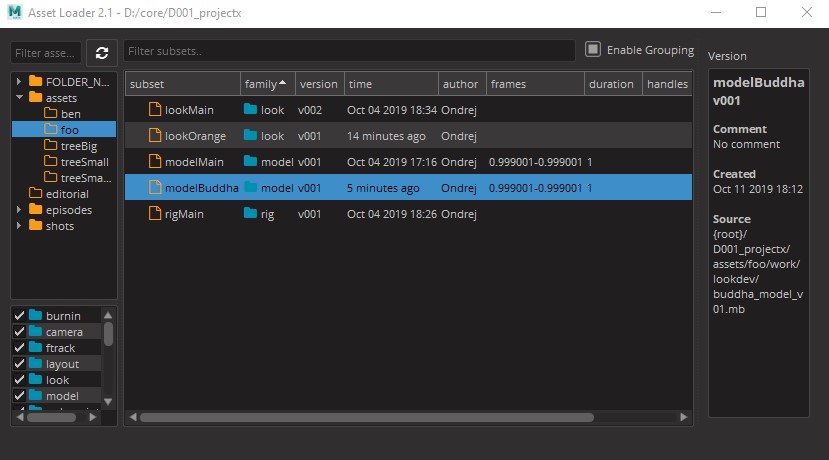 Asset Loader 2.1 - D:/core/D001_projectx
Filter asse...
Filter subsets..
Enable Grouping
FOLDER_N...
assets
ben
foo
treeBig
treeSmall
treeSma...
editorial
episodes
shots
burnin
camera
ftrack
layout
look
model
subset family version time author frames duration handles
lookMain look v002 Oct 04 2019 18:34 Ondrej
lookOrange look v001 14 minutes ago Ondrej
modelMain model v001 Oct 04 2019 17:16 Ondrej 0.999001-0.999001 1
modelBuddha model v001 5 minutes ago Ondrej 0.999001-0.999001 1
rigMain rig v001 Oct 04 2019 18:26 Ondrej
Version
modelBuddha
v001
Comment
No comment
Created
Oct 11 2019 18:12
Source
{root}/
D001_projectx/
assets/foo/work/
lookdev/
buddha_model_v
01.mb